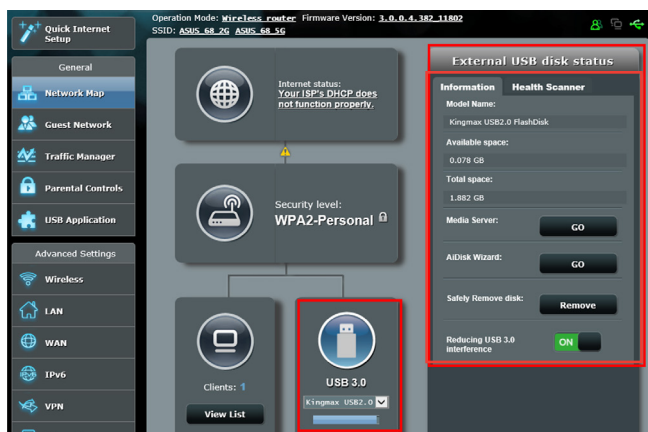 Operation Mode: Wireless router Firmware Version: 3.0.0.4.382_11802
SSID: ASUS_68_2G ASUS_68_5G
Quick Internet
Setup
General
Network Map
Guest Network
Traffic Manager
Parental Controls
USB Application
Advanced Settings
Wireless
LAN
WAN
IPv6
VPN
Internet status:
Your ISP's DHCP does
not function properly.
Security level:
WPA2-Personal
Clients: 1
View List
USB 3.0
Kingmax USB2.0
External USB disk status
Information Health Scanner
Model Name:
Kingmax USB2.0 FlashDisk
Available space:
0.078 GB
Total space:
1.882 GB
Media Server: GO
AiDisk Wizard: GO
Safely Remove disk: Remove
Reducing USB 3.0
interference ON